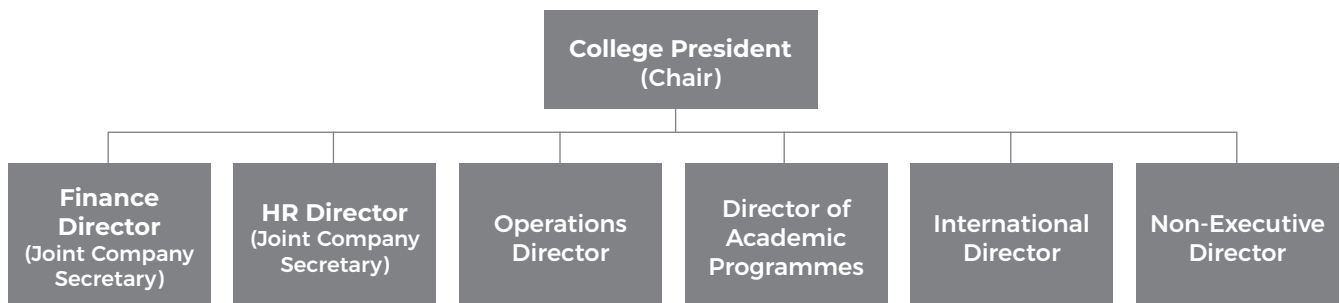 College President
(Chair)
Finance
Director
(Joint Company
Secretary)
HR Director
(Joint Company
Secretary)
Operations
Director
Director of
Academic
Programmes
International
Director
Non-Executive
Director